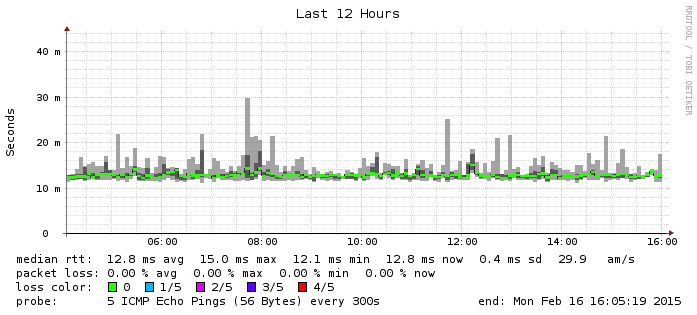 Last 12 Hours
RRDTOOL / TOBI OETIKER
Seconds
40 m
30 m
20 m
10 m
0
06:00 08:00 10:00 12:00 14:00 16:00
median rtt: 12.8 ms avg 15.0 ms max 12.1 ms min 12.8 ms now 0.4 ms sd 29.9 am/s
packet loss: 0.00 % avg 0.00 % max 0.00 % min 0.00 % now
loss color: 0 1/5 2/5 3/5 4/5
probe: 5 ICMP Echo Pings (56 Bytes) every 300s end: Mon Feb 16 16:05:19 2015